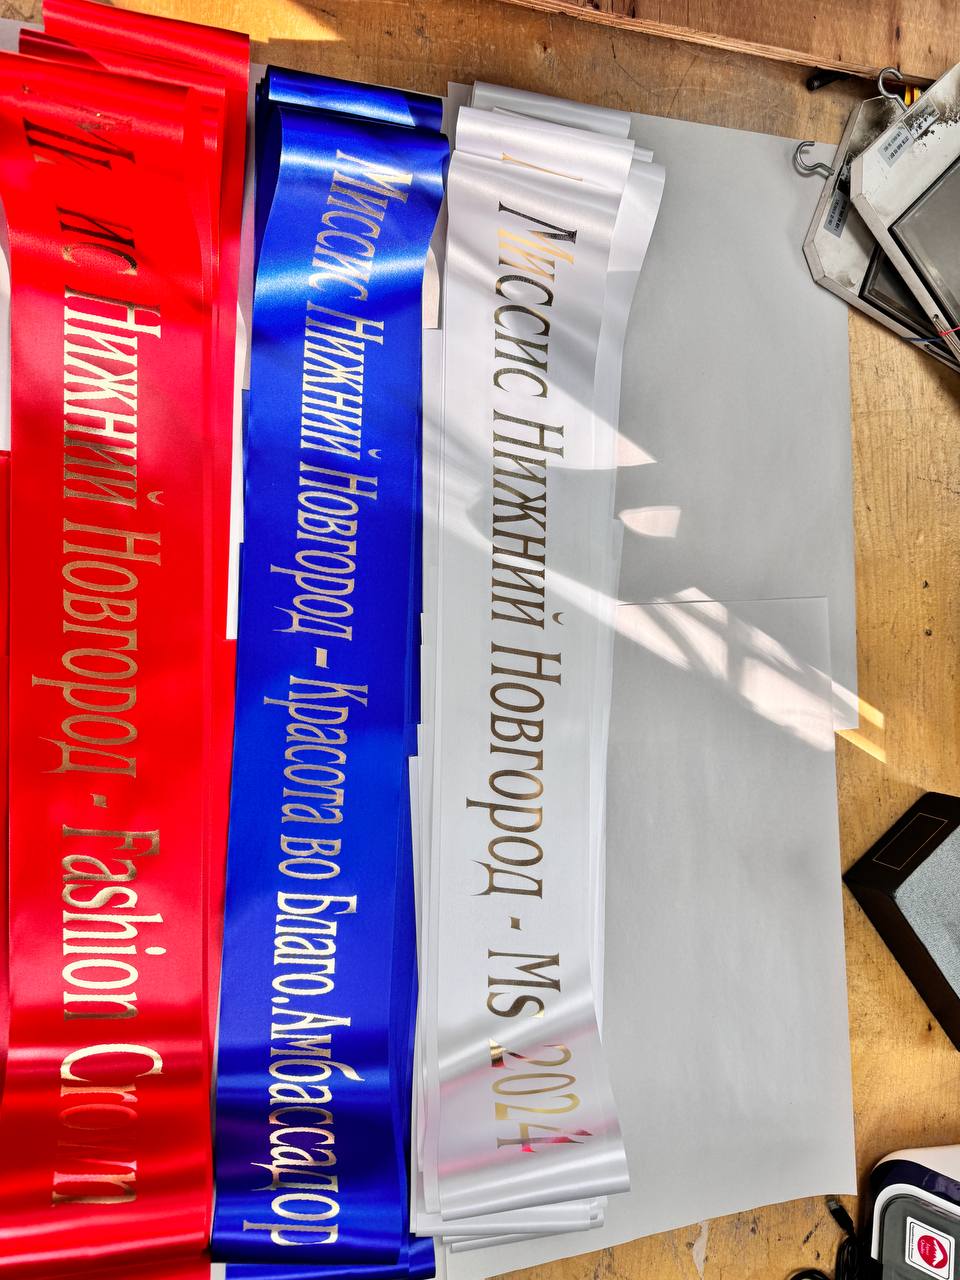 Миссис Нижний Новгород - Fashion Crown
Миссис Нижний Новгород - Красота во Благо.Амбассадор
Миссис Нижний Новгород - Ms 2024